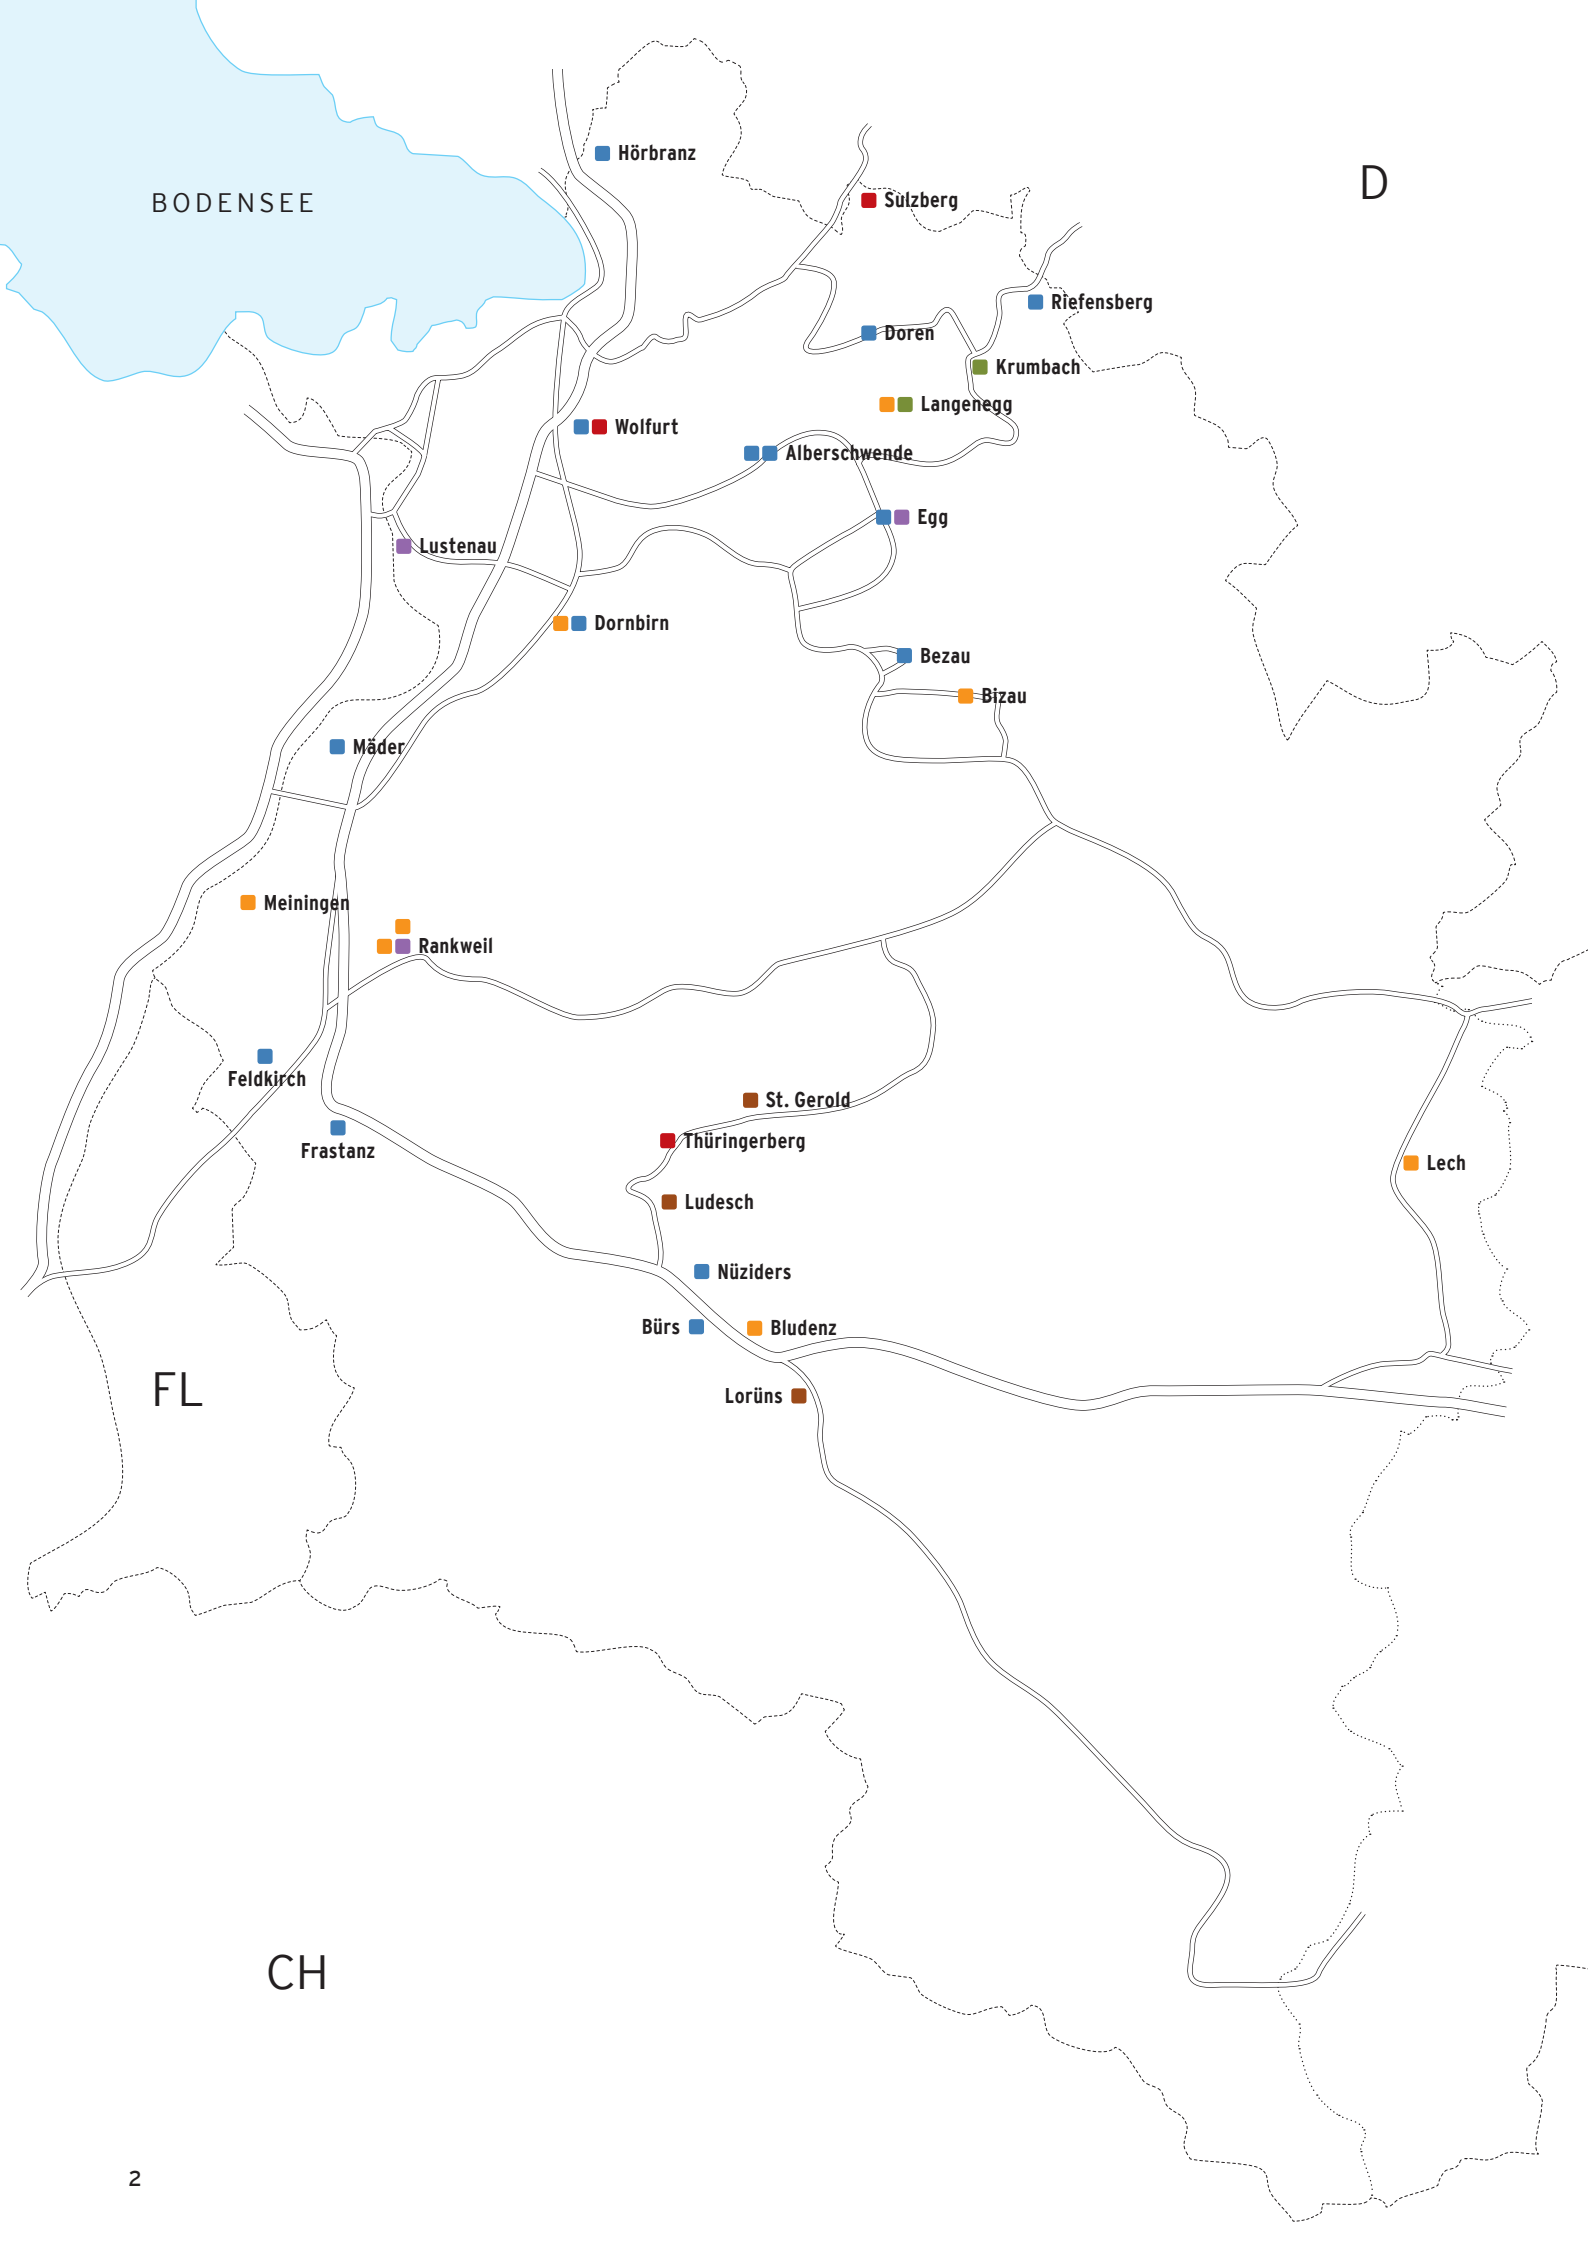 Hörbranz
D
Sulzberg
BODENSEE
Riefensberg
Doren
Krumbach
Langenegg
Wolfurt
Alberschwende
Egg
Lustenau
Dornbirn
Bezau
Bizau
Mäder
Meiningen
Rankweil
Feldkirch
St. Gerold
Thüringerberg
Frastanz
Lech
Ludesch
Nüziders
Bürs
Bludenz
FL
Lorüns
CH
2